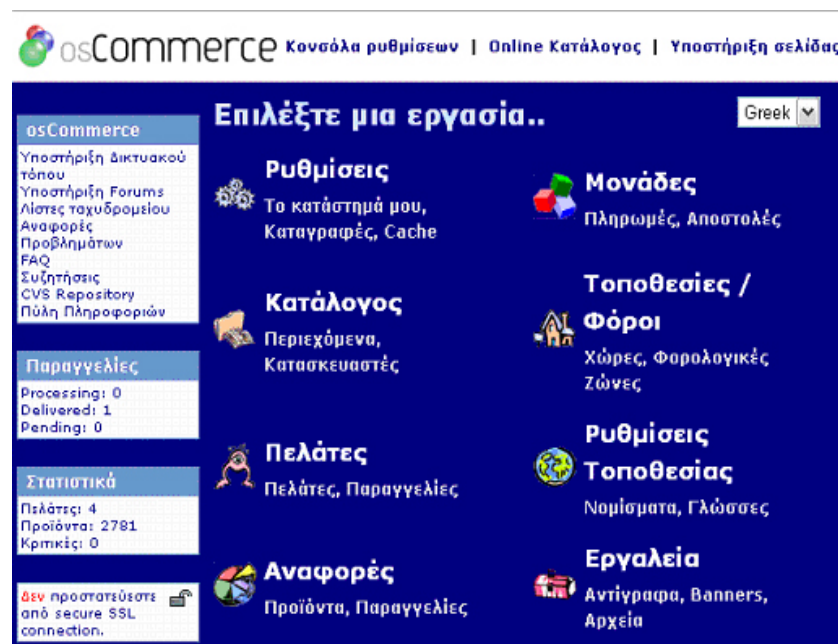 osCommerce Κονσόλα ρυθμίσεων | Online Κατάλογος | Υποστήριξη σελίδας
osCommerce
Υποστήριξη Δικτυακού
τόπου
Υποστήριξη Forums
Λίστες ταχυδρομείου
Αναφορές
Προβλημάτων
FAQ
Συζητήσεις
CVS Repository
Πύλη Πληροφοριών
Παραγγελίες
Processing: 0
Delivered: 1
Pending: 0
Στατιστικά
Πελάτες: 4
Προϊόντα: 2781
Κριτικές: 0
Δεν προστατεύεστε
από secure SSL
connection.
Επιλέξτε μια εργασία..
Greek
Ρυθμίσεις
Το κατάστημά μου,
Καταγραφές, Cache
Μονάδες
Πληρωμές, Αποστολές
Κατάλογος
Περιεχόμενα,
Κατασκευαστές
Τοποθεσίες /
Φόροι
Χώρες, Φορολογικές
Ζώνες
Πελάτες
Πελάτες, Παραγγελίες
Ρυθμίσεις
Τοποθεσίας
Νομίσματα, Γλώσσες
Αναφορές
Προϊόντα, Παραγγελίες
Εργαλεία
Αντίγραφα, Banners,
Αρχεία